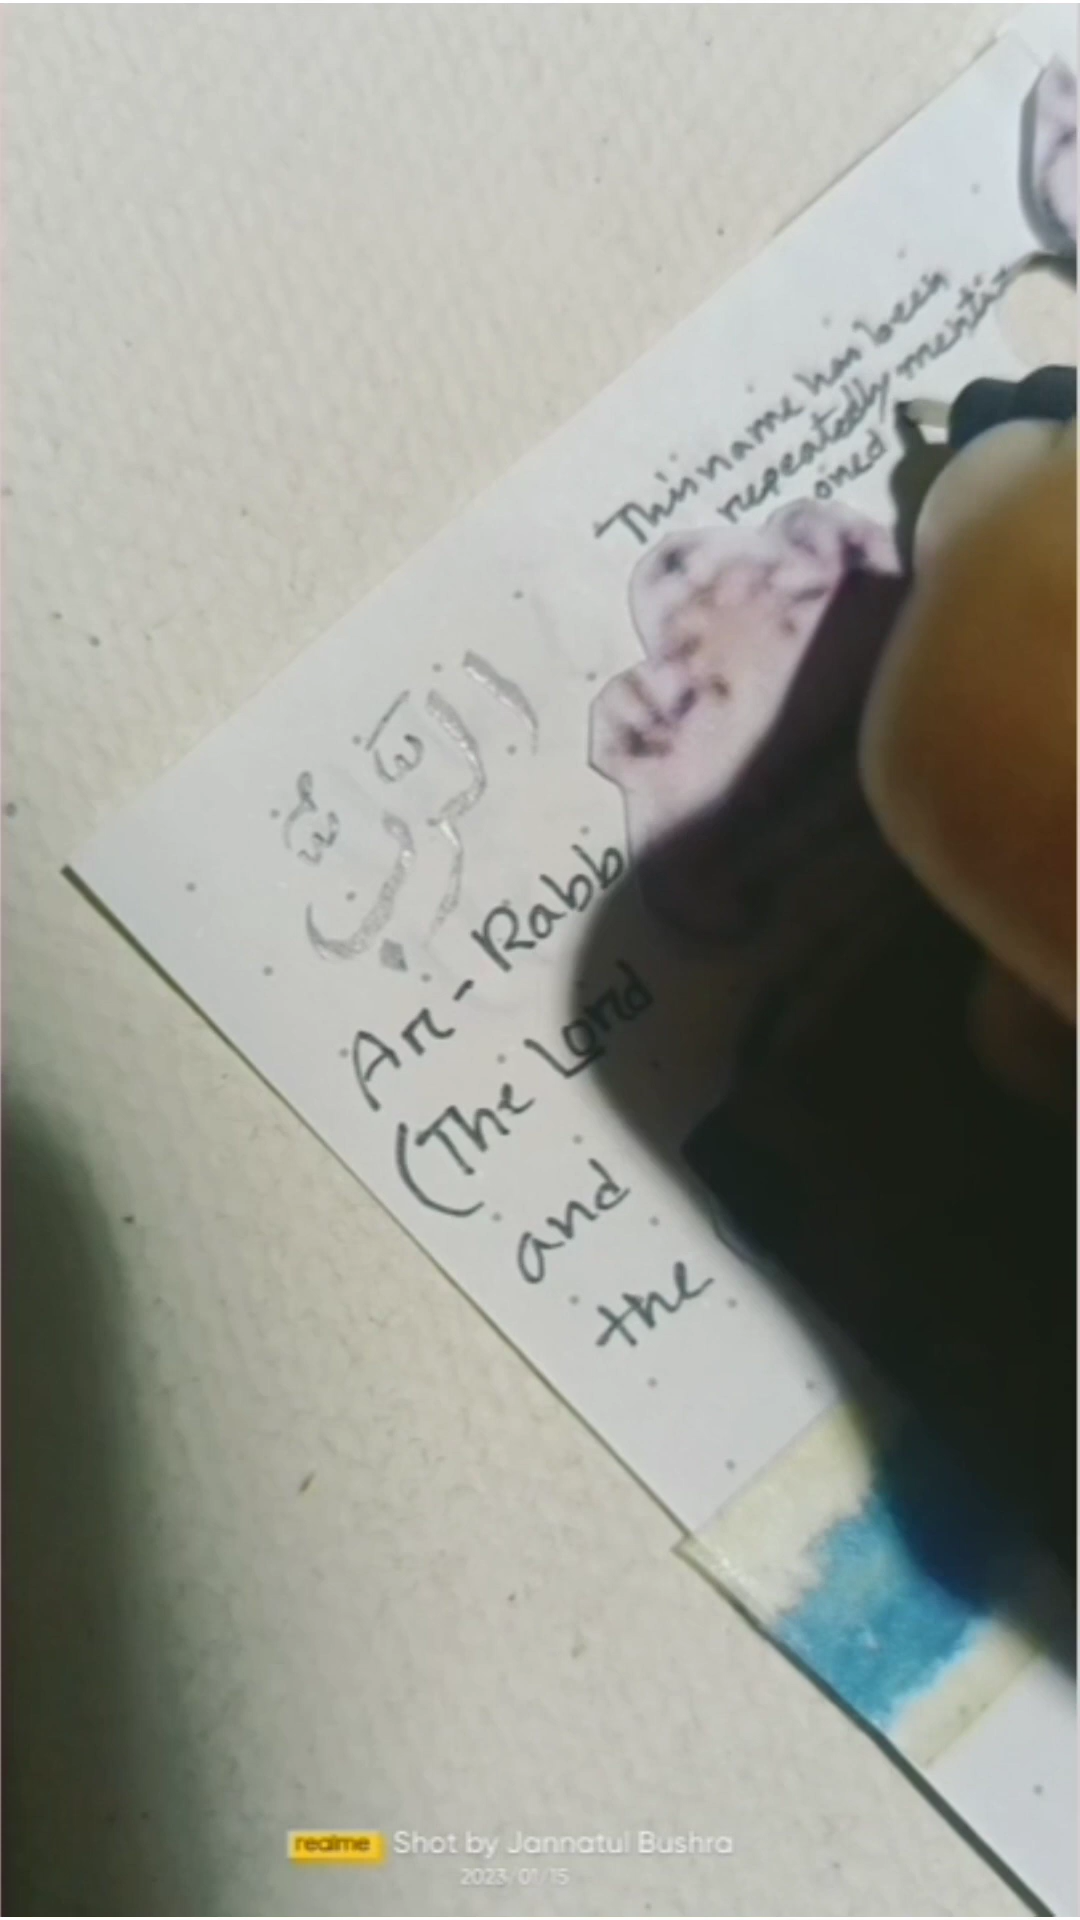 الرَّبُّ
Ar-Rabb
(The Lord
and
the
This name has been
repeatedly menti-
oned
realme Shot by Jannatul Bushra
2023/01/15